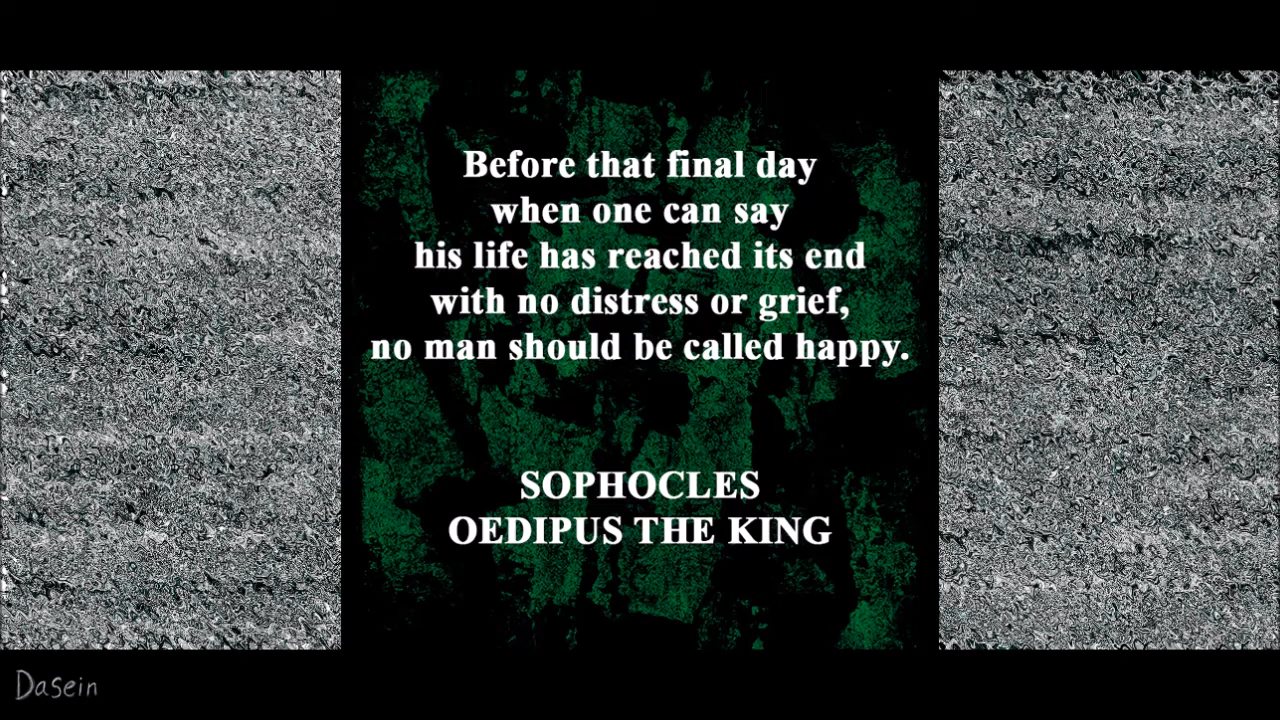 Before that final day
when one can say
his life has reached its end
with no distress or grief,
no man should be called happy.
SOPHOCLES
OEDIPUS THE KING
Dasein